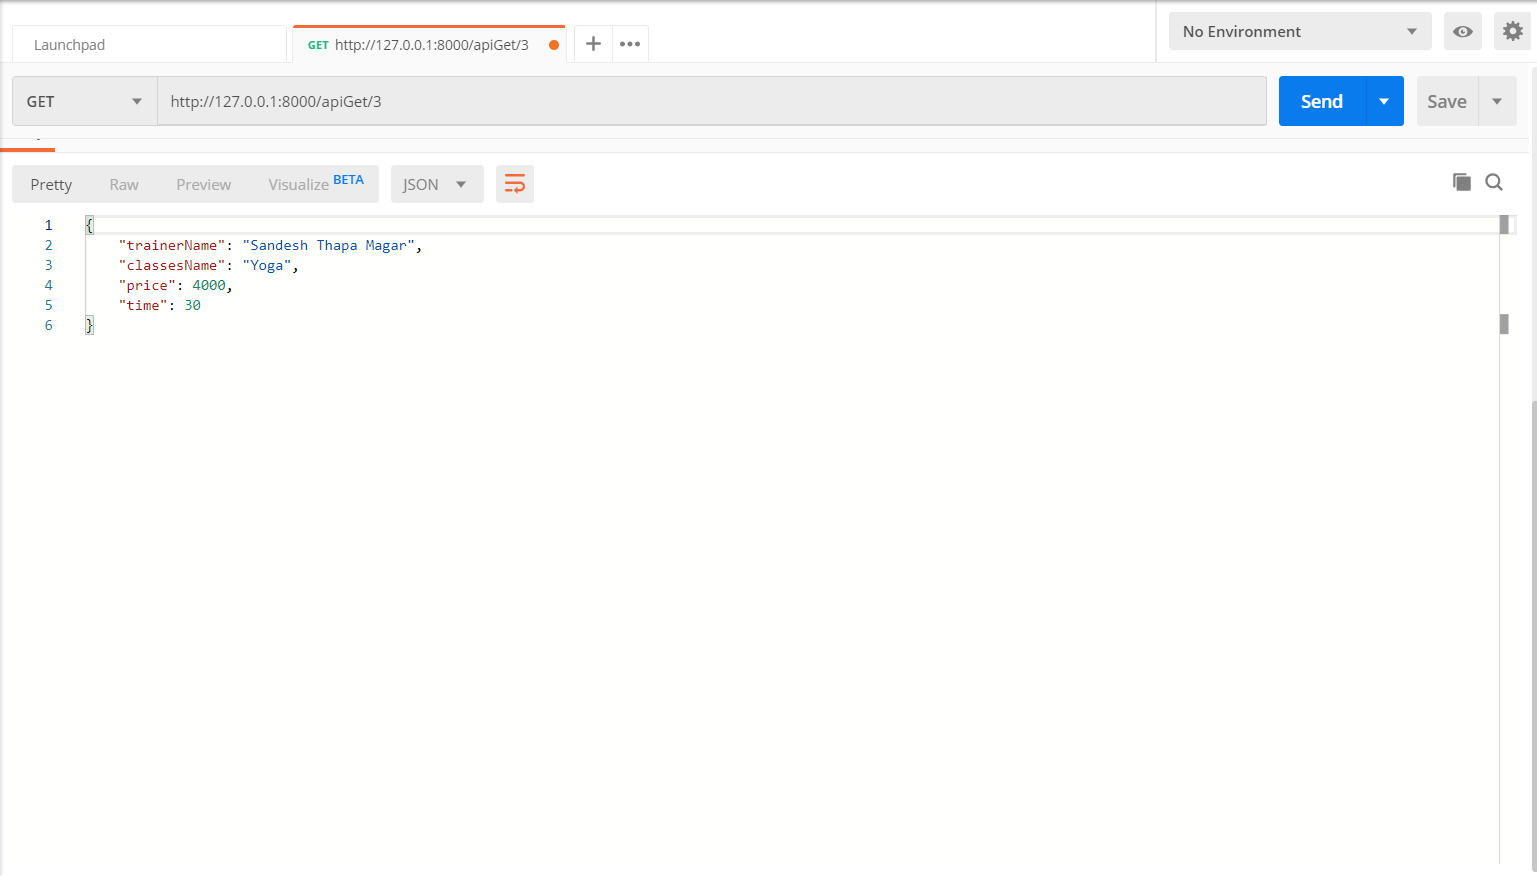 Launchpad
GET http://127.0.0.1:8000/apiGet/3
No Environment
GET http://127.0.0.1:8000/apiGet/3 Send Save
Pretty Raw Preview Visualize BETA JSON
1 {
2 "trainerName": "Sandesh Thapa Magar",
3 "classesName": "Yoga",
4 "price": 4000,
5 "time": 30
6 }